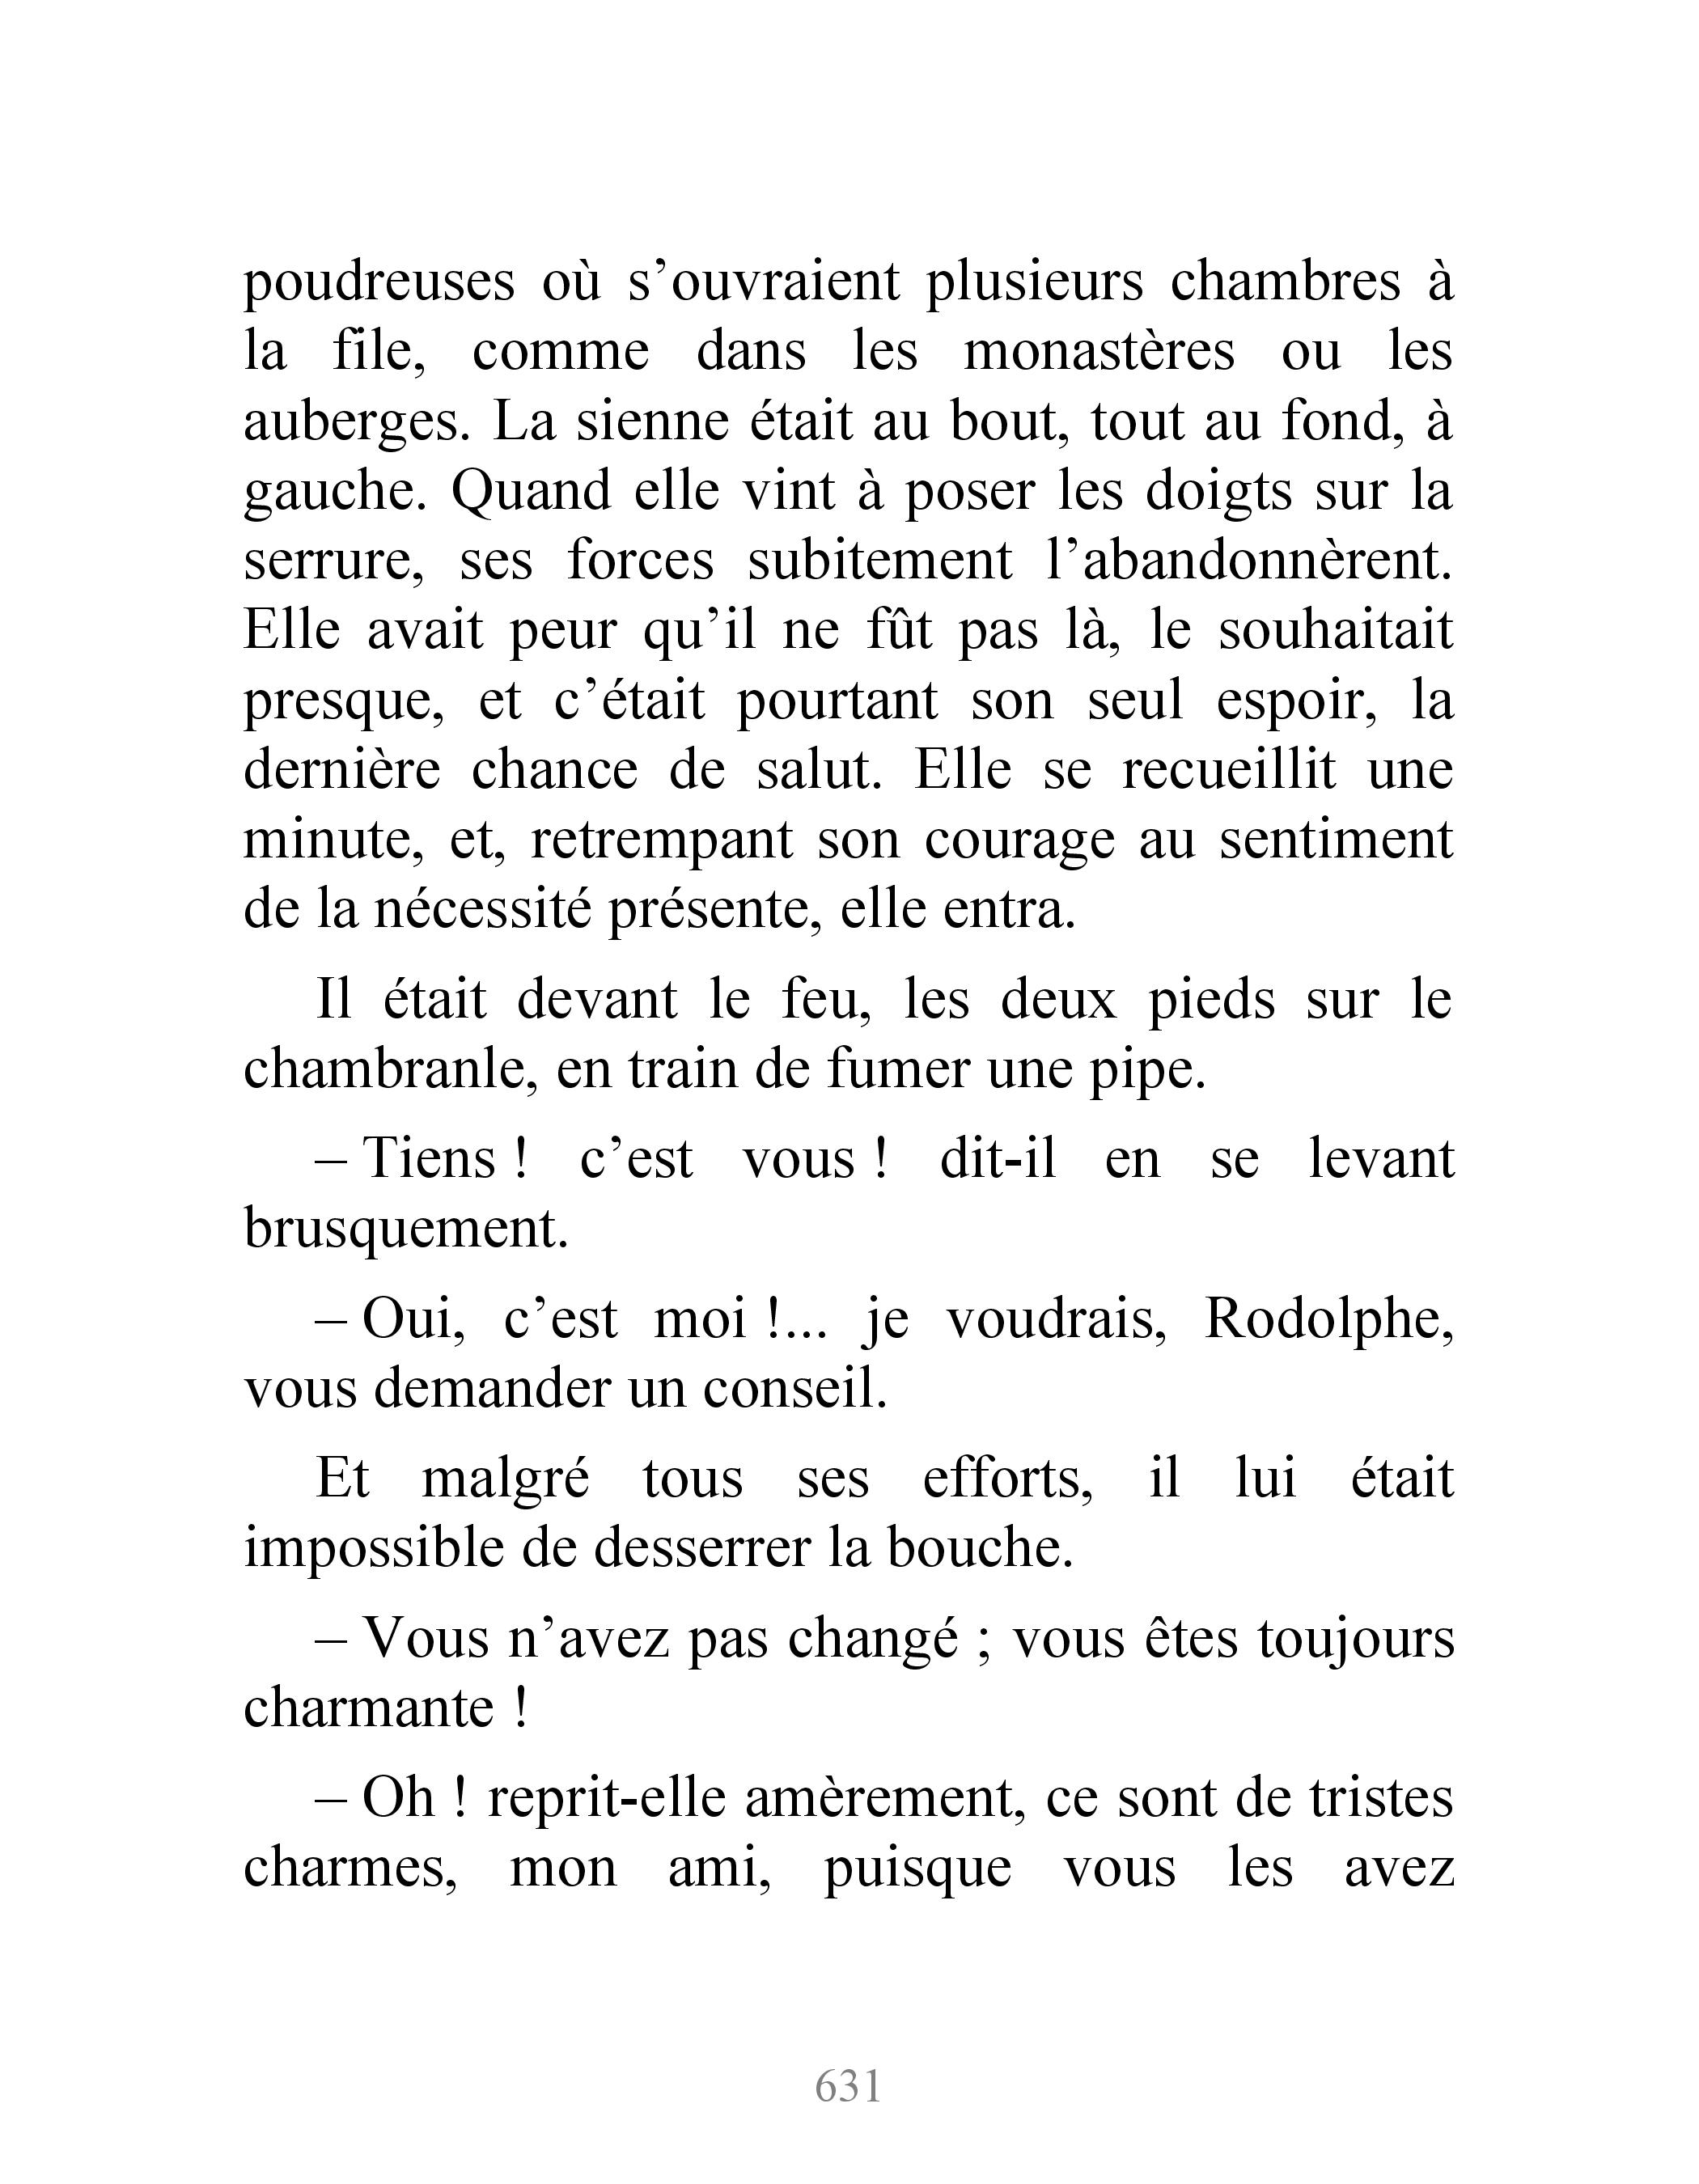 poudreuses où s’ouvraient plusieurs chambres à
la file, comme dans les monastères ou les
auberges. La sienne était au bout, tout au fond, à
gauche. Quand elle vint à poser les doigts sur la
serrure, ses forces subitement l’abandonnèrent.
Elle avait peur qu’il ne fût pas là, le souhaitait
presque, et c’était pourtant son seul espoir, la
dernière chance de salut. Elle se recueillit une
minute, et, retrempant son courage au sentiment
de la nécessité présente, elle entra.
Il était devant le feu, les deux pieds sur le
chambranle, en train de fumer une pipe.
– Tiens ! c’est vous ! dit-il en se levant
brusquement.
– Oui, c’est moi !... je voudrais, Rodolphe,
vous demander un conseil.
Et malgré tous ses efforts, il lui était
impossible de desserrer la bouche.
– Vous n’avez pas changé ; vous êtes toujours
charmante !
– Oh ! reprit-elle amèrement, ce sont de tristes
charmes, mon ami, puisque vous les avez
631